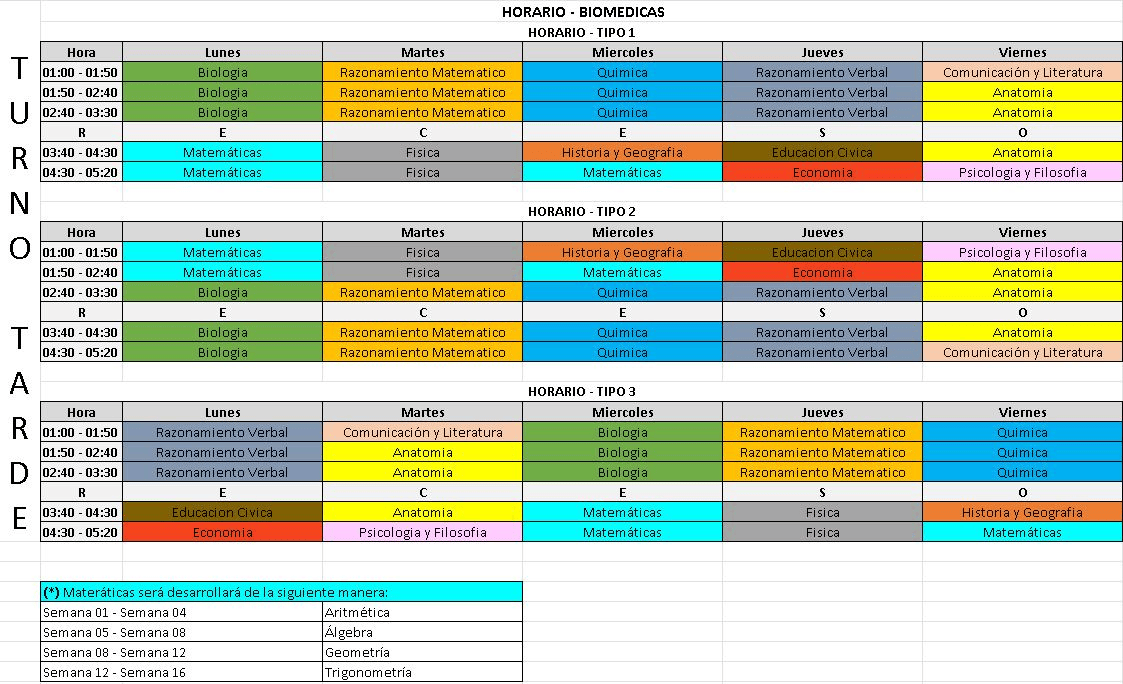 HORARIO - BIOMEDICAS
TURNO TARDE
HORARIO - TIPO 1
Hora Lunes Martes Miercoles Jueves Viernes
01:00 - 01:50 Biologia Razonamiento Matematico Quimica Razonamiento Verbal Comunicación y Literatura
01:50 - 02:40 Biologia Razonamiento Matematico Quimica Razonamiento Verbal Anatomia
02:40 - 03:30 Biologia Razonamiento Matematico Quimica Razonamiento Verbal Anatomia
R E C E S O
03:40 - 04:30 Matemáticas Fisica Historia y Geografia Educacion Civica Anatomia
04:30 - 05:20 Matemáticas Fisica Matemáticas Economia Psicologia y Filosofia
HORARIO - TIPO 2
Hora Lunes Martes Miercoles Jueves Viernes
01:00 - 01:50 Matemáticas Fisica Historia y Geografia Educacion Civica Psicologia y Filosofia
01:50 - 02:40 Matemáticas Fisica Matemáticas Economia Anatomia
02:40 - 03:30 Biologia Razonamiento Matematico Quimica Razonamiento Verbal Anatomia
R E C E S O
03:40 - 04:30 Biologia Razonamiento Matematico Quimica Razonamiento Verbal Anatomia
04:30 - 05:20 Biologia Razonamiento Matematico Quimica Razonamiento Verbal Comunicación y Literatura
HORARIO - TIPO 3
Hora Lunes Martes Miercoles Jueves Viernes
01:00 - 01:50 Razonamiento Verbal Comunicación y Literatura Biologia Razonamiento Matematico Quimica
01:50 - 02:40 Razonamiento Verbal Anatomia Biologia Razonamiento Matematico Quimica
02:40 - 03:30 Razonamiento Verbal Anatomia Biologia Razonamiento Matematico Quimica
R E C E S O
03:40 - 04:30 Educacion Civica Anatomia Matemáticas Fisica Historia y Geografia
04:30 - 05:20 Economia Psicologia y Filosofia Matemáticas Fisica Matemáticas
(*) Materáticas será desarrollará de la siguiente manera:
Semana 01 - Semana 04 Aritmética
Semana 05 - Semana 08 Álgebra
Semana 08 - Semana 12 Geometría
Semana 12 - Semana 16 Trigonometría